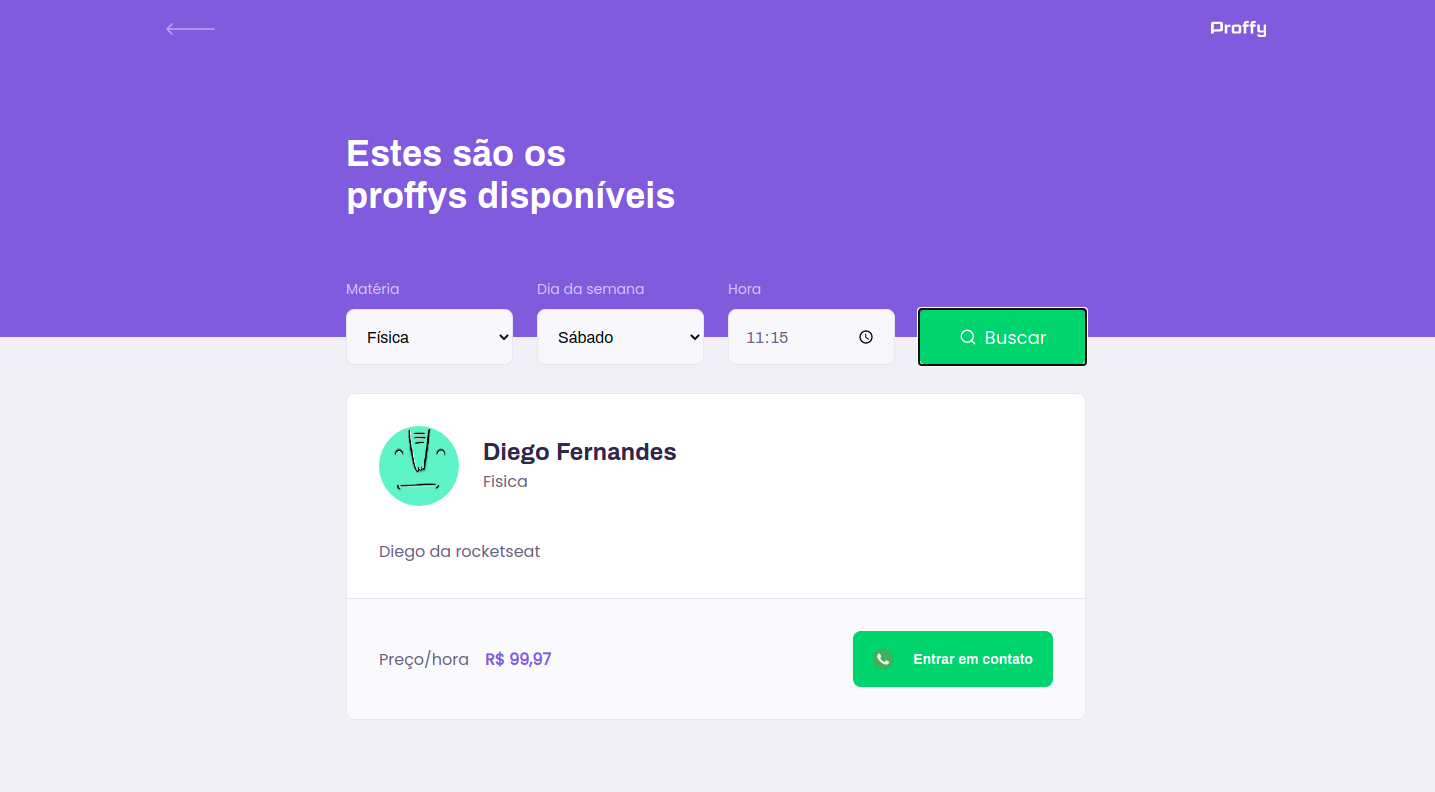 Proffy
Estes são os
proffys disponíveis
Matéria
Dia da semana
Hora
Física
Sábado
11:15
Buscar
Diego Fernandes
Fisica
Diego da rocketseat
Preço/hora R$ 99,97
Entrar em contato